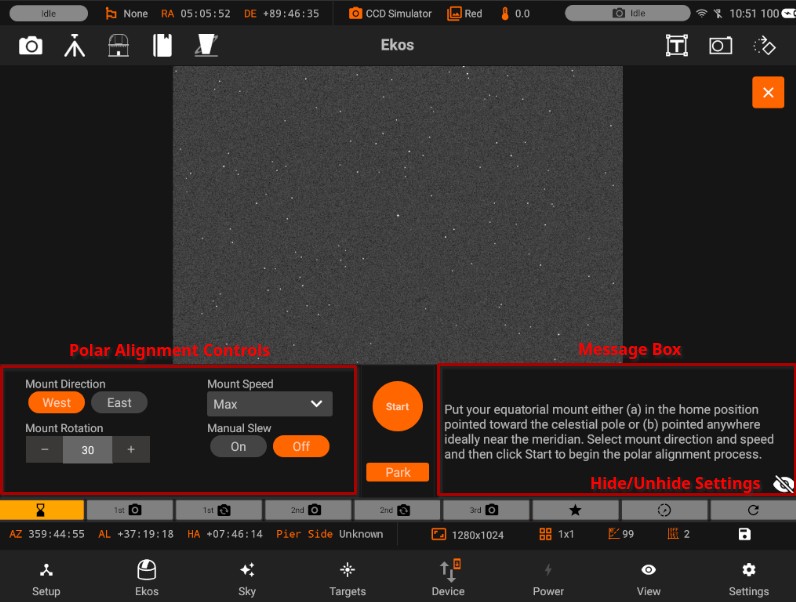 Idle None RA 05:05:52 DE +89:46:35 CCD Simulator Red 0.0 Idle 10:51 100
Ekos
Polar Alignment Controls
Message Box
Mount Direction
West East
Mount Speed
Max
Mount Rotation
− 30 +
Manual Slew
On Off
Start
Park
Put your equatorial mount either (a) in the home position
pointed toward the celestial pole or (b) pointed anywhere
ideally near the meridian. Select mount direction and speed
and then click Start to begin the polar alignment process.
Hide/Unhide Settings
1st 1st 2nd 2nd 3rd
AZ 359:44:55 AL +37:19:18 HA +07:46:14 Pier Side Unknown 1280x1024 1x1 99 2
Setup Ekos Sky Targets Device Power View Settings